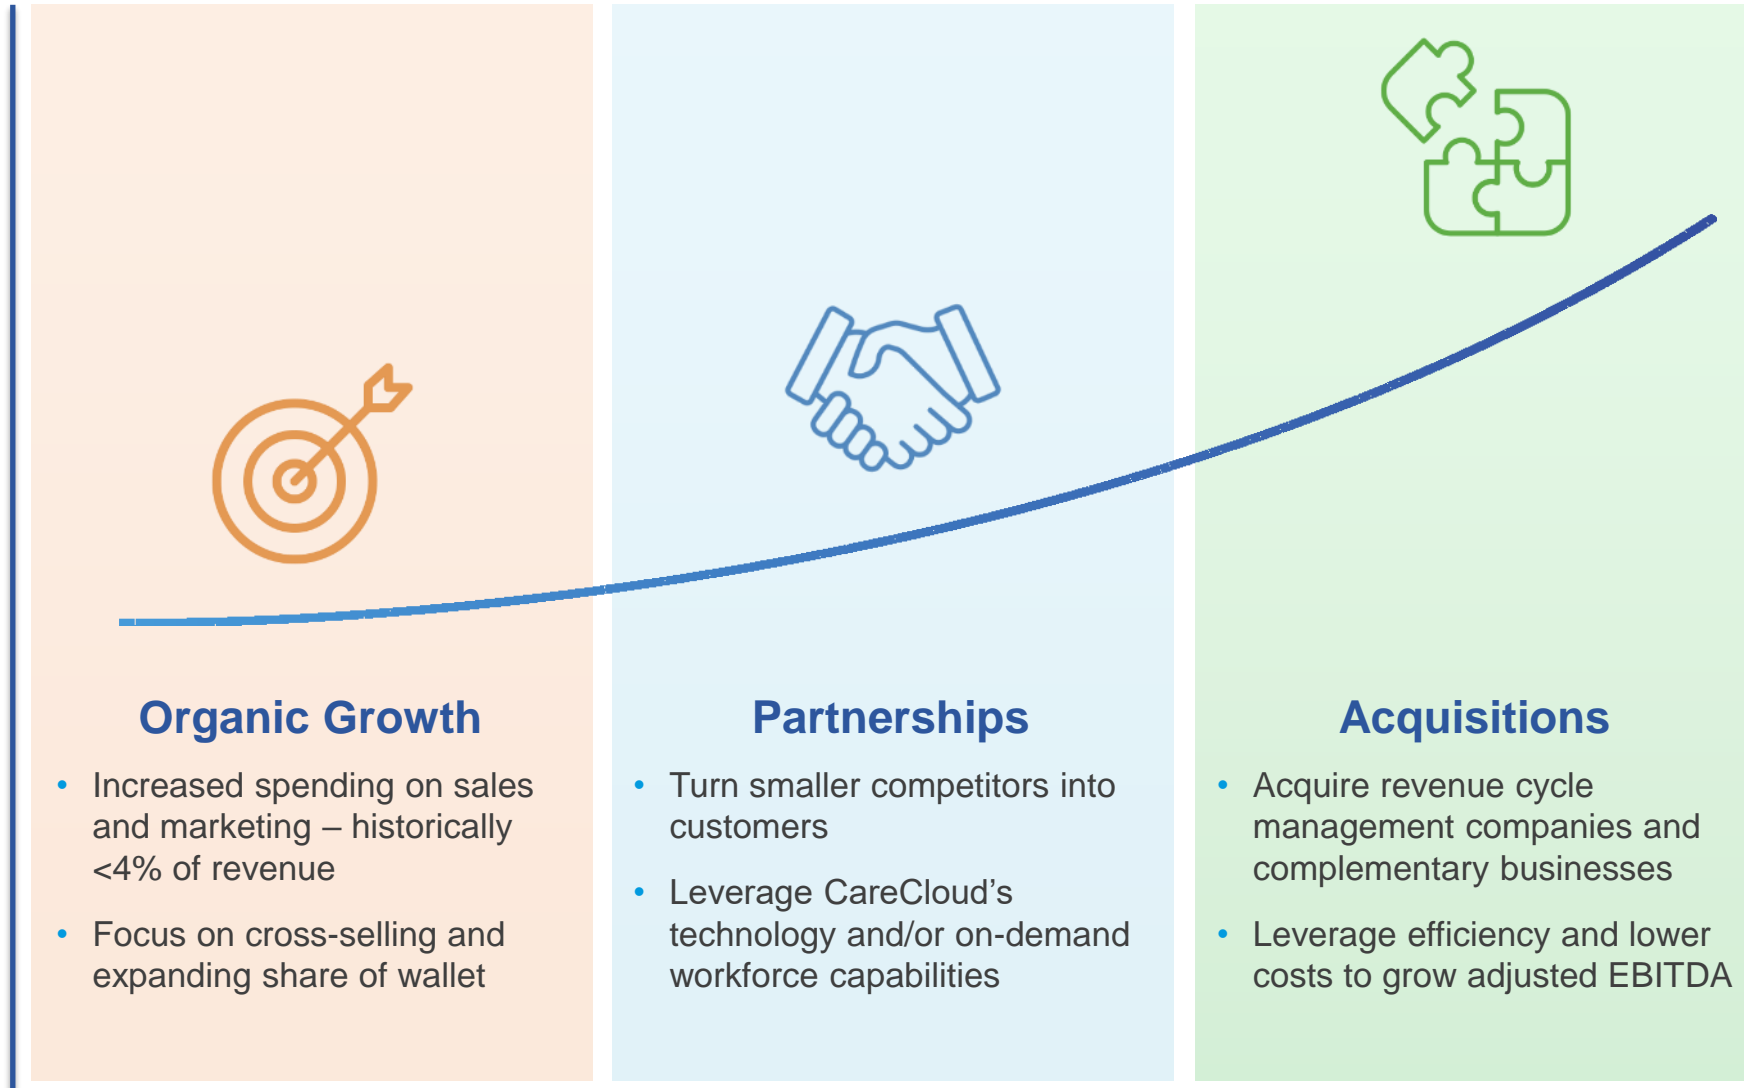 Organic Growth
• Increased spending on sales
and marketing – historically
<4% of revenue
• Focus on cross-selling and
expanding share of wallet
Partnerships
• Turn smaller competitors into
customers
• Leverage CareCloud’s
technology and/or on-demand
workforce capabilities
Acquisitions
• Acquire revenue cycle
management companies and
complementary businesses
• Leverage efficiency and lower
costs to grow adjusted EBITDA